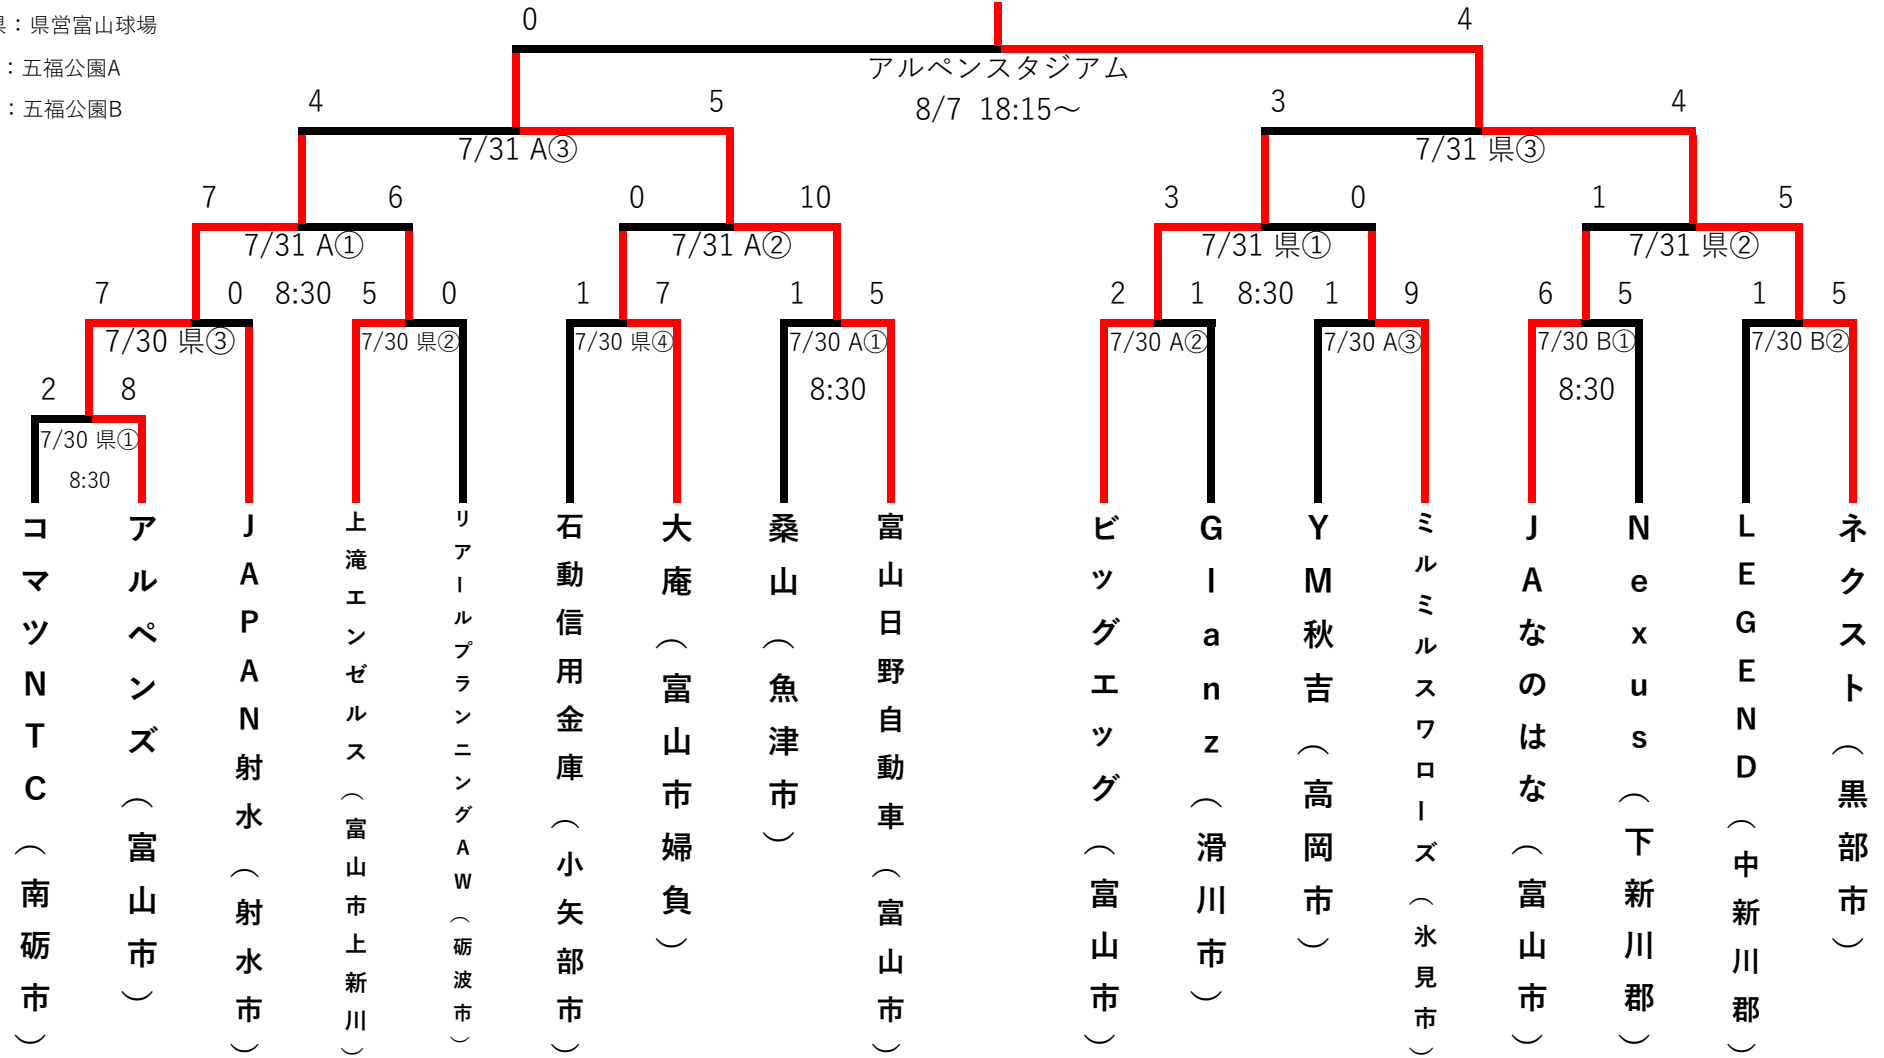 県：県営富山球場
：五福公園A
：五福公園B
0
4
アルペンスタジアム
8/7 18:15～
4
5
7/31 A③
3
4
7/31 県③
7
6
7/31 A①
8:30
0
10
7/31 A②
3
0
7/31 県①
8:30
1
5
7/31 県②
7
0
7/30 県③
5
0
7/30 県②
1
7
7/30 県④
1
5
7/30 A①
8:30
2
1
7/30 A②
1
9
7/30 A③
6
5
7/30 B①
8:30
1
5
7/30 B②
2
8
7/30 県①
8:30
コマツNTC（南砺市）
アルペンズ（富山市）
JAPAN射水（射水市）
上滝エンゼルス（富山市上新川）
リアールプランニングAW（砺波市）
石動信用金庫（小矢部市）
大庵（富山市婦負）
桑山（魚津市）
富山日野自動車（富山市）
ビッグエッグ（富山市）
Glanz（滑川市）
YM秋吉（高岡市）
ミルミルスワローズ（氷見市）
JAなのはな（富山市）
Nexus（下新川郡）
LEGEND（中新川郡）
ネクスト（黒部市）